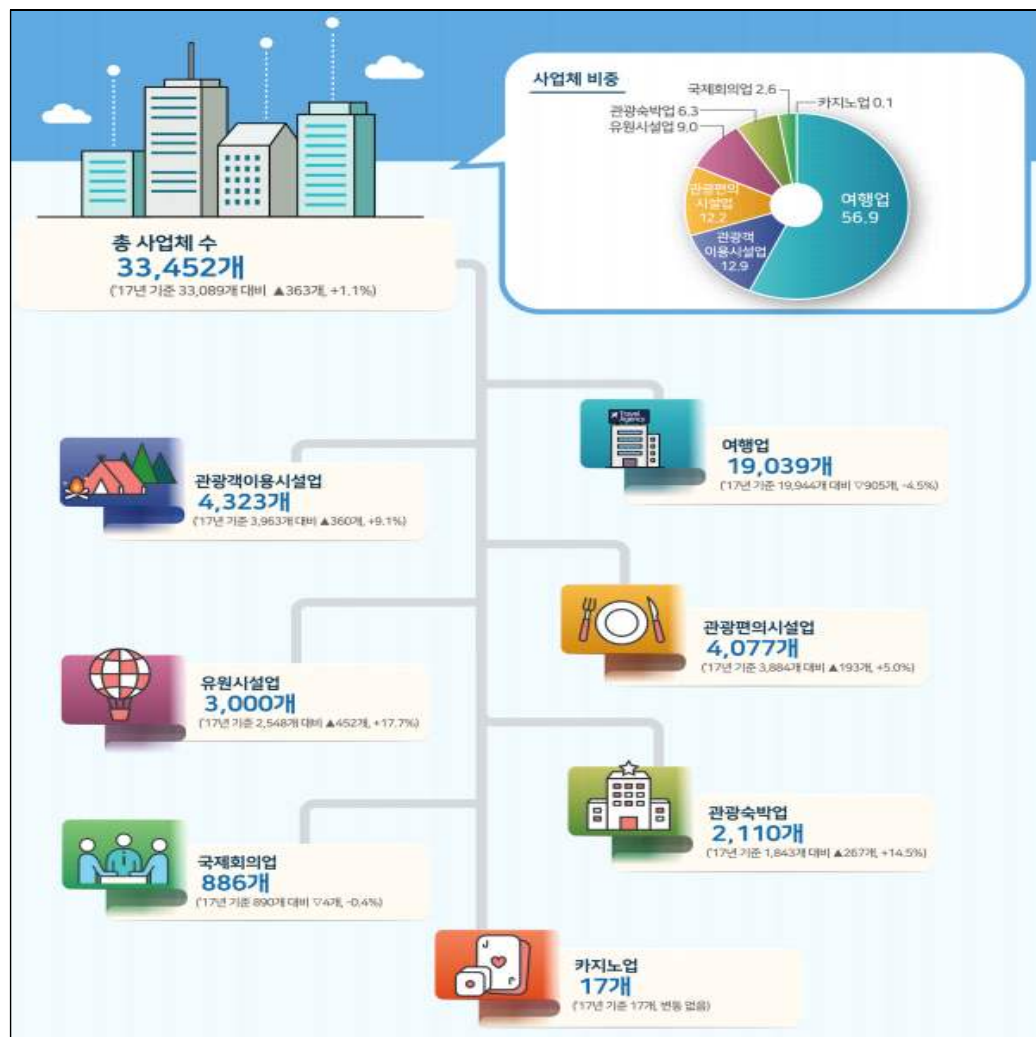 사업체 비중
국제회의업 2.6
카지노업 0.1
관광숙박업 6.3
유원시설업 9.0
관광편의
시설업
12.2
여행업
56.9
관광객
이용시설업
12.9
총 사업체 수
33,452개
('17년 기준 33,089개 대비 ▲363개, +1.1%)
Travel
Agency
여행업
19,039개
('17년 기준 19,944개 대비 ▽905개, -4.5%)
관광객이용시설업
4,323개
('17년 기준 3,963개 대비 ▲360개, +9.1%)
관광편의시설업
4,077개
('17년 기준 3,884개 대비 ▲193개, +5.0%)
유원시설업
3,000개
('17년 기준 2,548개 대비 ▲452개, +17.7%)
관광숙박업
2,110개
('17년 기준 1,843개 대비 ▲267개, +14.5%)
국제회의업
886개
('17년 기준 890개 대비 ▽4개, -0.4%)
J
카지노업
17개
('17년 기준 17개, 변동 없음)